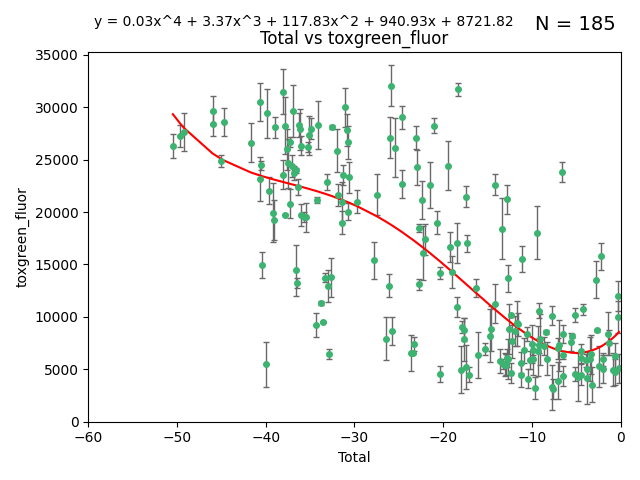 y = 0.03x^4 + 3.37x^3 + 117.83x^2 + 940.93x + 8721.82 N = 185
Total vs toxgreen_fluor
35000
30000
25000
20000
15000
10000
5000
0
toxgreen_fluor
−60 −50 −40 −30 −20 −10 0
Total